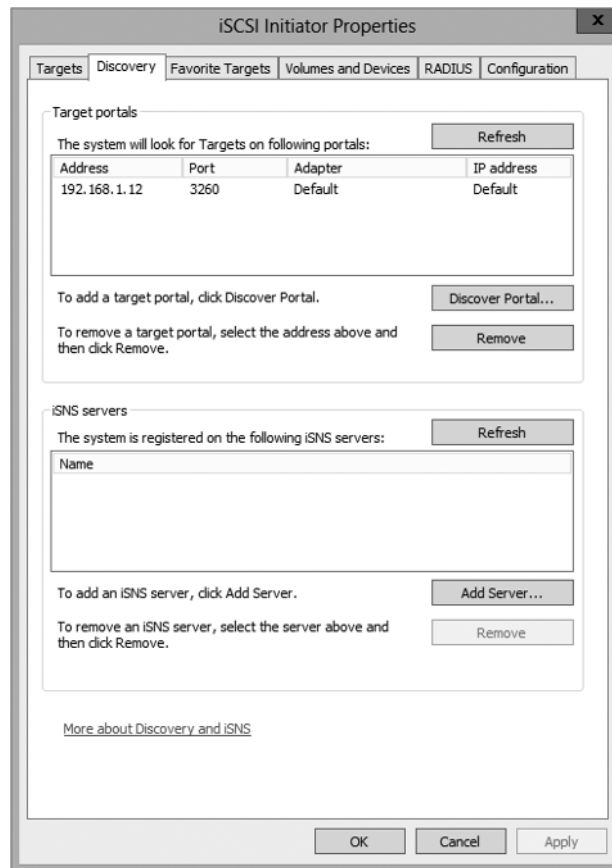 iSCSI Initiator Properties
x
Targets Discovery Favorite Targets Volumes and Devices RADIUS Configuration
Target portals
The system will look for Targets on following portals:
Refresh
Address Port Adapter IP address
192.168.1.12 3260 Default Default
To add a target portal, click Discover Portal.
Discover Portal...
To remove a target portal, select the address above and
then click Remove.
Remove
iSNS servers
The system is registered on the following iSNS servers:
Refresh
Name
To add an iSNS server, click Add Server.
Add Server...
To remove an iSNS server, select the server above and
then click Remove.
Remove
More about Discovery and iSNS
OK Cancel Apply